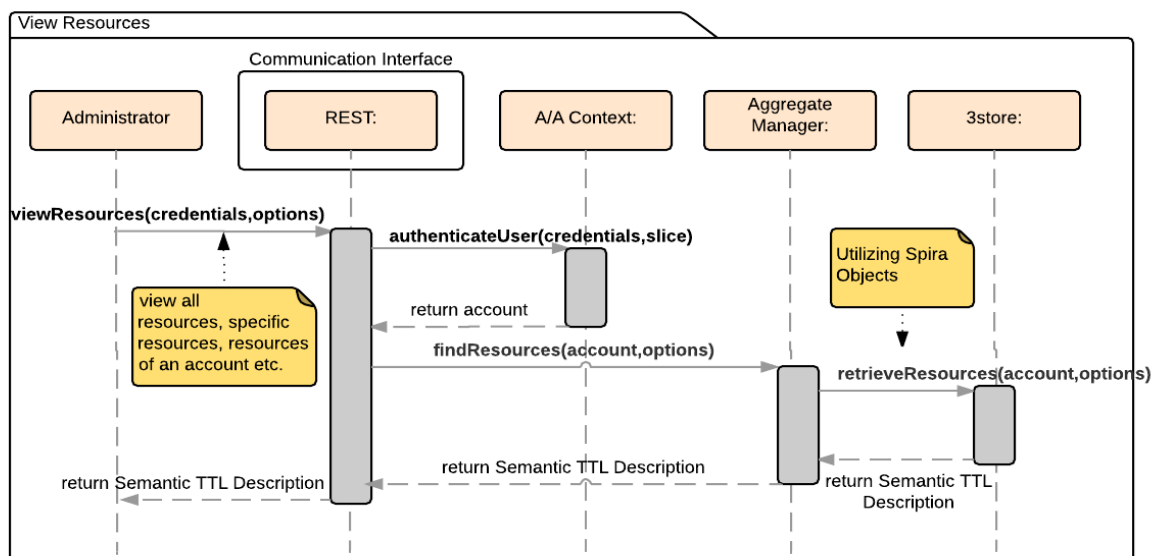 View Resources
Communication Interface
Administrator
REST:
A/A Context:
Aggregate
Manager:
3store:
viewResources(credentials,options)
authenticateUser(credentials,slice)
Utilizing Spira
Objects
view all
resources, specific
resources, resources
of an account etc.
return account
findResources(account,options)
retrieveResources(account,options)
return Semantic TTL Description
return Semantic TTL Description
return Semantic TTL
Description